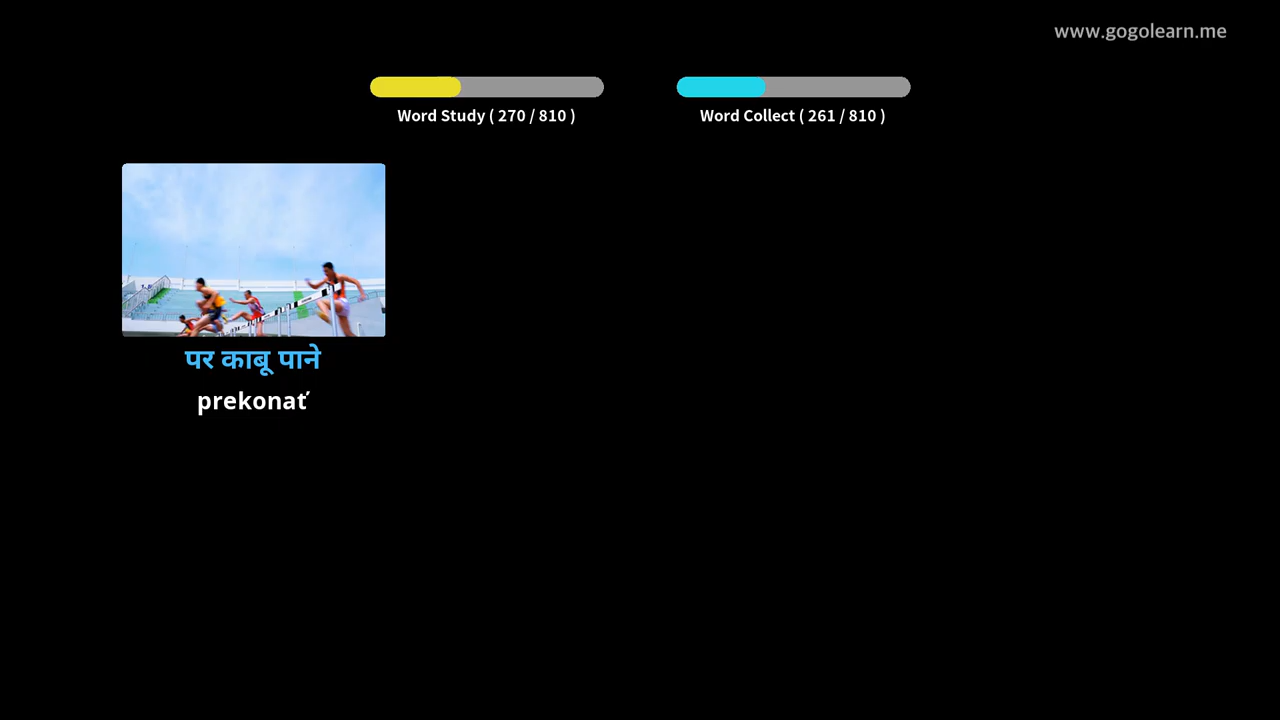 www.gogolearn.me
Word Study ( 270 / 810 )
Word Collect ( 261 / 810 )
पर काबू पाने
prekonať